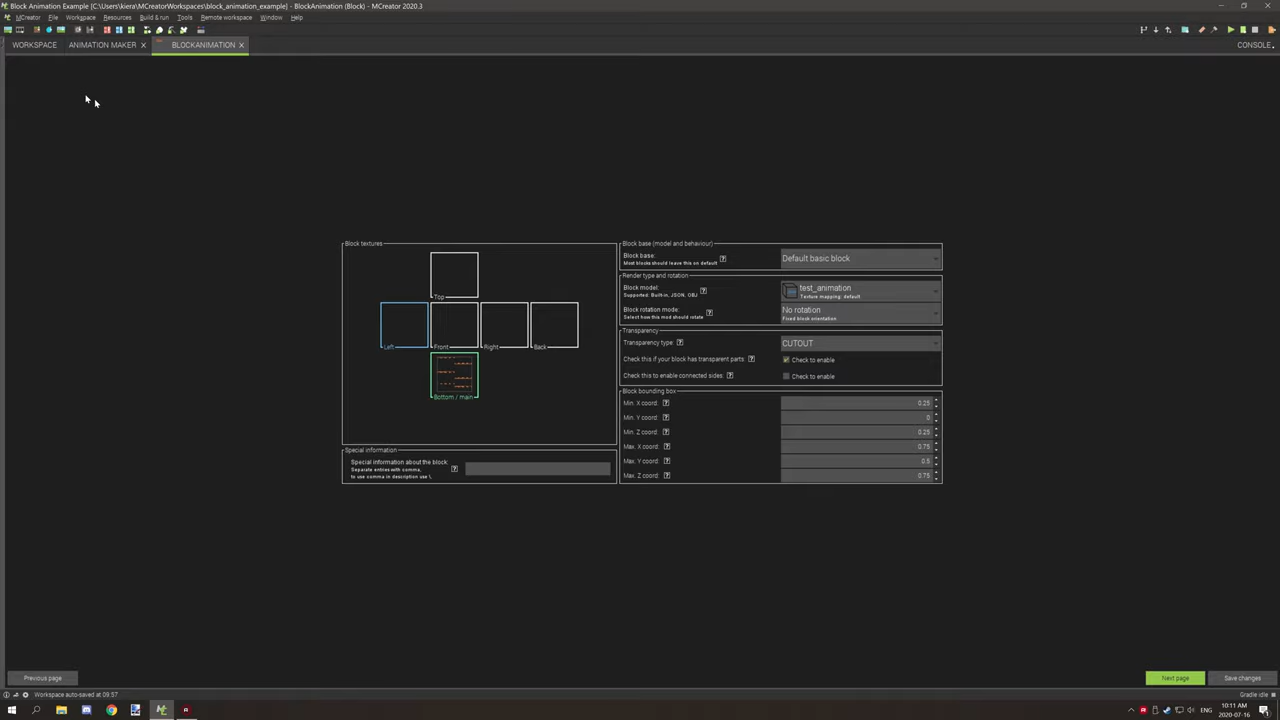 Block Animation Example [C:\Users\kiera\MCreatorWorkspaces\block_animation_example] - BlockAnimation (Block) - MCreator 2020.3
MCreator File Workspace Resources Build & run Tools Remote workspace Window Help
WORKSPACE ANIMATION MAKER BLOCKANIMATION CONSOLE
Block textures
Top
Left Front Right Back
Bottom / main
Special information
Special information about the block:
Separate entries with comma,
to use comma in description use \,
Block base (model and behaviour)
Block base:
Most blocks should leave this on default
Default basic block
Render type and rotation
Block model:
Supported: Built-in, JSON, OBJ
test_animation
Texture mapping: default
Block rotation mode:
Select how this mod should rotate
No rotation
Fixed block orientation
Transparency
Transparency type: CUTOUT
Check this if your block has transparent parts: Check to enable
Check this to enable connected sides: Check to enable
Block bounding box
Min. X coord: 0.25
Min. Y coord: 0
Min. Z coord: 0.25
Max. X coord: 0.75
Max. Y coord: 0.5
Max. Z coord: 0.75
Previous page Next page Save changes
Workspace auto-saved at 09:57 Gradle idle
ENG 10:11 AM
2020-07-16